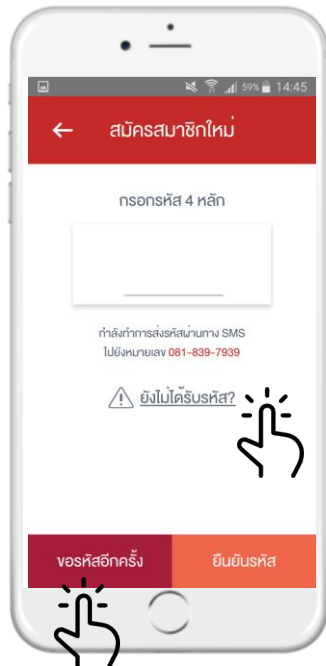 59% 14:45
สมัครสมาชิกใหม่
กรอกรหัส 4 หลัก
กำลังทำการส่งรหัสผ่านทาง SMS
ไปยังหมายเลข 081-839-7939
ยังไม่ได้รับรหัส?
ขอรหัสอีกครั้ง
ยืนยันรหัส